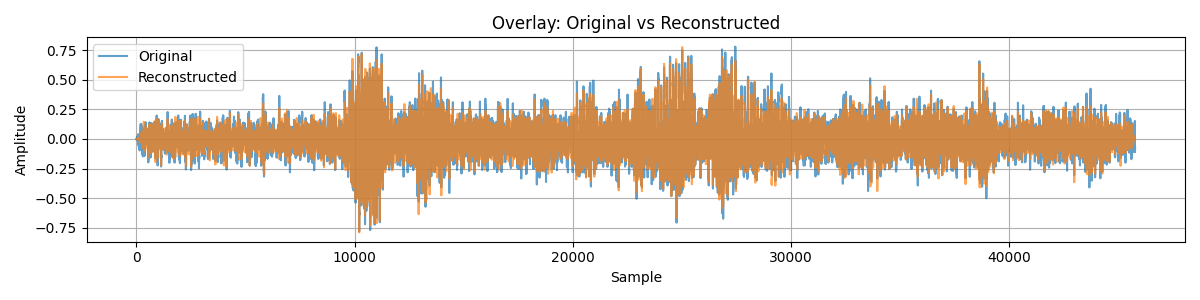 Overlay: Original vs Reconstructed
Original
Reconstructed
Amplitude
0.75
0.50
0.25
0.00
−0.25
−0.50
−0.75
0 10000 20000 30000 40000
Sample